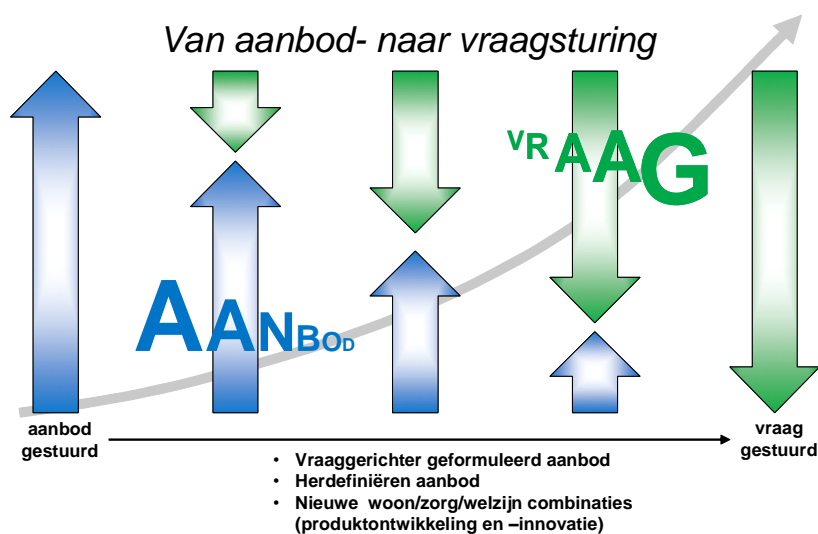 Van aanbod- naar vraagsturing
VRAAG
AANBOD
aanbod
gestuurd
vraag
gestuurd
• Vraaggerichter geformuleerd aanbod
• Herdefiniëren aanbod
• Nieuwe woon/zorg/welzijn combinaties
(produktontwikkeling en –innovatie)